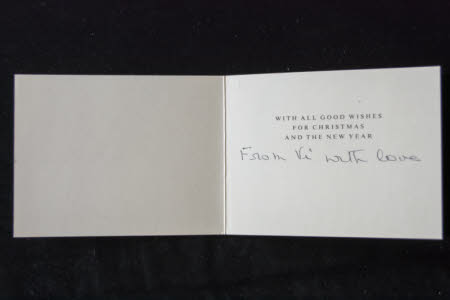 WITH ALL GOOD WISHES
FOR CHRISTMAS
AND THE NEW YEAR
From Vi with love